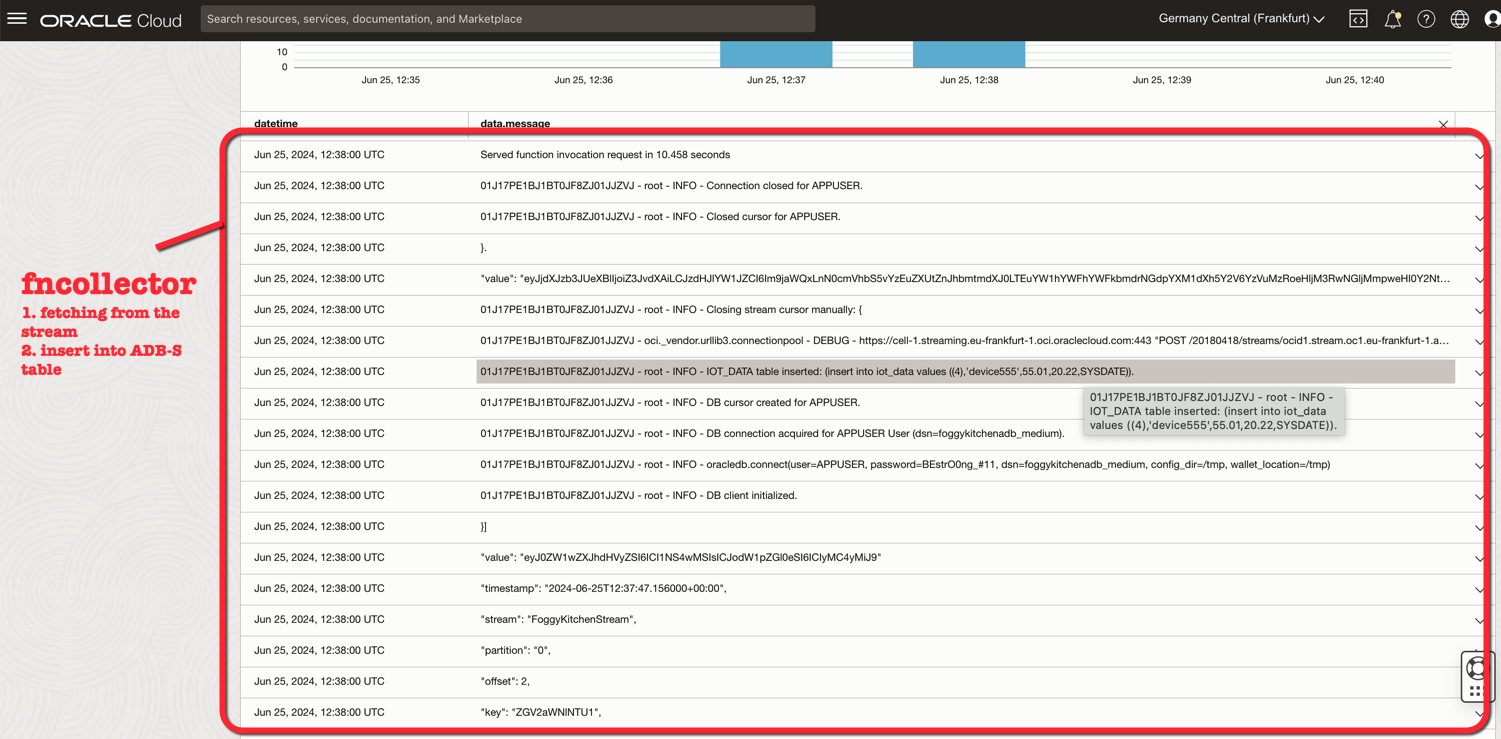 ORACLE Cloud
Search resources, services, documentation, and Marketplace
Germany Central (Frankfurt)
10
0
Jun 25, 12:35
Jun 25, 12:36
Jun 25, 12:37
Jun 25, 12:38
Jun 25, 12:39
Jun 25, 12:40
datetime data.message
Jun 25, 2024, 12:38:00 UTC Served function invocation request in 10.458 seconds
Jun 25, 2024, 12:38:00 UTC 01J17PE1BJ1BT0JF8ZJ01JJZVJ - root - INFO - Connection closed for APPUSER.
Jun 25, 2024, 12:38:00 UTC 01J17PE1BJ1BT0JF8ZJ01JJZVJ - root - INFO - Closed cursor for APPUSER.
Jun 25, 2024, 12:38:00 UTC }.
Jun 25, 2024, 12:38:00 UTC "value":
Jun 25, 2024, 12:38:00 UTC 01J17PE1BJ1BT0JF8ZJ01JJZVJ - root - INFO - Closing stream cursor manually: {
Jun 25, 2024, 12:38:00 UTC 01J17PE1BJ1BT0JF8ZJ01JJZVJ - oci._vendor.urllib3.connectionpool - DEBUG - https://cell-1.streaming.eu-frankfurt-1.oci.oraclecloud.com:443 "POST /20180418/streams/ocid1.stream.oc1.eu-frankfurt-1.a...
Jun 25, 2024, 12:38:00 UTC 01J17PE1BJ1BT0JF8ZJ01JJZVJ - root - INFO - IOT_DATA table inserted: (insert into iot_data values ((4),'device555',55.01,20.22,SYSDATE)).
Jun 25, 2024, 12:38:00 UTC 01J17PE1BJ1BT0JF8ZJ01JJZVJ - root - INFO - DB cursor created for APPUSER.
01J17PE1BJ1BT0JF8ZJ01JJZVJ - root - INFO -
IOT_DATA table inserted: (insert into iot_data
values ((4),'device555',55.01,20.22,SYSDATE)).
Jun 25, 2024, 12:38:00 UTC 01J17PE1BJ1BT0JF8ZJ01JJZVJ - root - INFO - DB connection acquired for APPUSER User (dsn=foggykitchenadb_medium).
Jun 25, 2024, 12:38:00 UTC 01J17PE1BJ1BT0JF8ZJ01JJZVJ - root - INFO - oracledb.connect(user=APPUSER, password=BEstrO0ng_#11, dsn=foggykitchenadb_medium, config_dir=/tmp, wallet_location=/tmp)
Jun 25, 2024, 12:38:00 UTC 01J17PE1BJ1BT0JF8ZJ01JJZVJ - root - INFO - DB client initialized.
Jun 25, 2024, 12:38:00 UTC }]
Jun 25, 2024, 12:38:00 UTC "value": "eyJ0ZW1wZXJhdHVyZSI6ICI1NS4wMSIsICJodW1pZGl0eSI6ICIyMC4yMiJ9"
Jun 25, 2024, 12:38:00 UTC "timestamp": "2024-06-25T12:37:47.156000+00:00",
Jun 25, 2024, 12:38:00 UTC "stream": "FoggyKitchenStream",
Jun 25, 2024, 12:38:00 UTC "partition": "0",
Jun 25, 2024, 12:38:00 UTC "offset": 2,
Jun 25, 2024, 12:38:00 UTC "key": "ZGV2aWNlNTU1",
fncollector
1. fetching from the
stream
2. insert into ADB-S
table